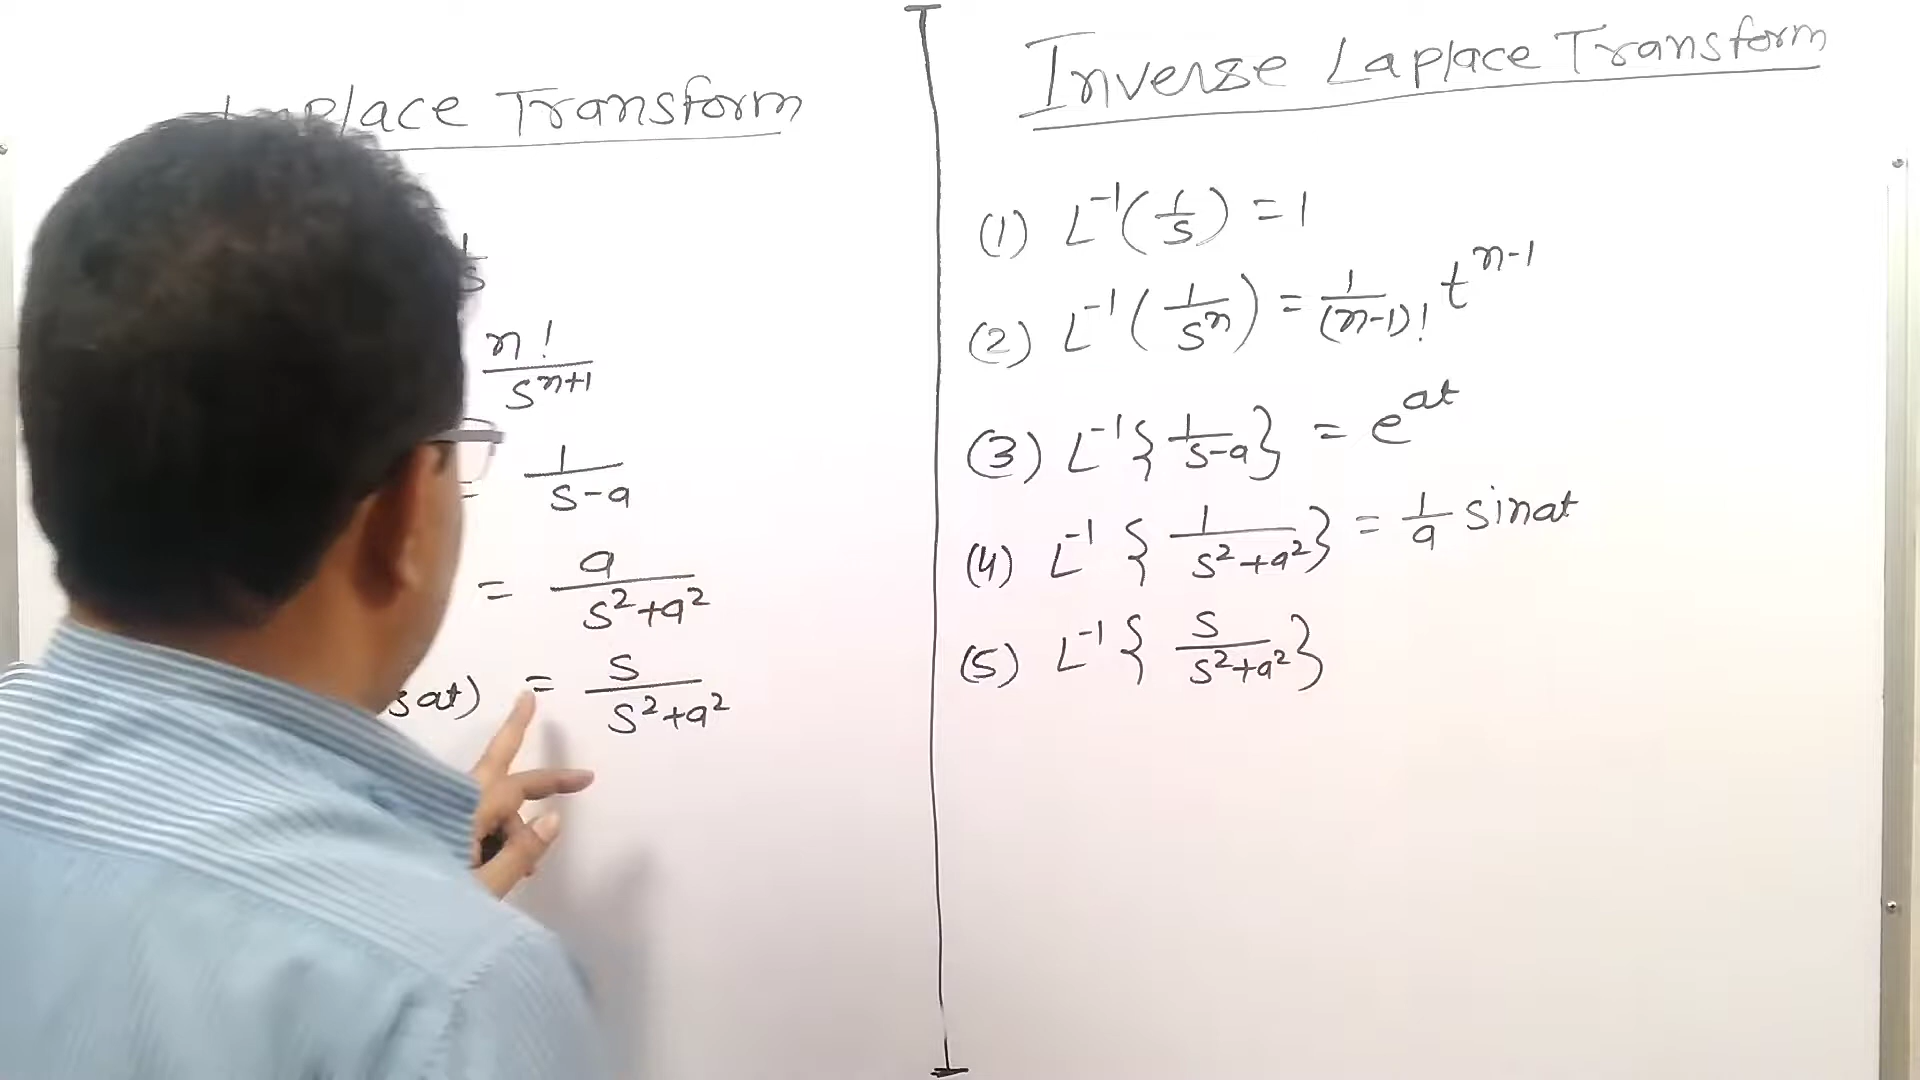 Laplace Transform
1/s
n!/s^(n+1)
= 1/(s-a)
= a/(s²+a²)
sat) = s/(s²+a²)
Inverse Laplace Transform
(1) L⁻¹(1/s) = 1
(2) L⁻¹(1/sⁿ) = 1/(n-1)! t^(n-1)
(3) L⁻¹{1/(s-a)} = e^(at)
(4) L⁻¹{1/(s²+a²)} = 1/a sinat
(5) L⁻¹{s/(s²+a²)}